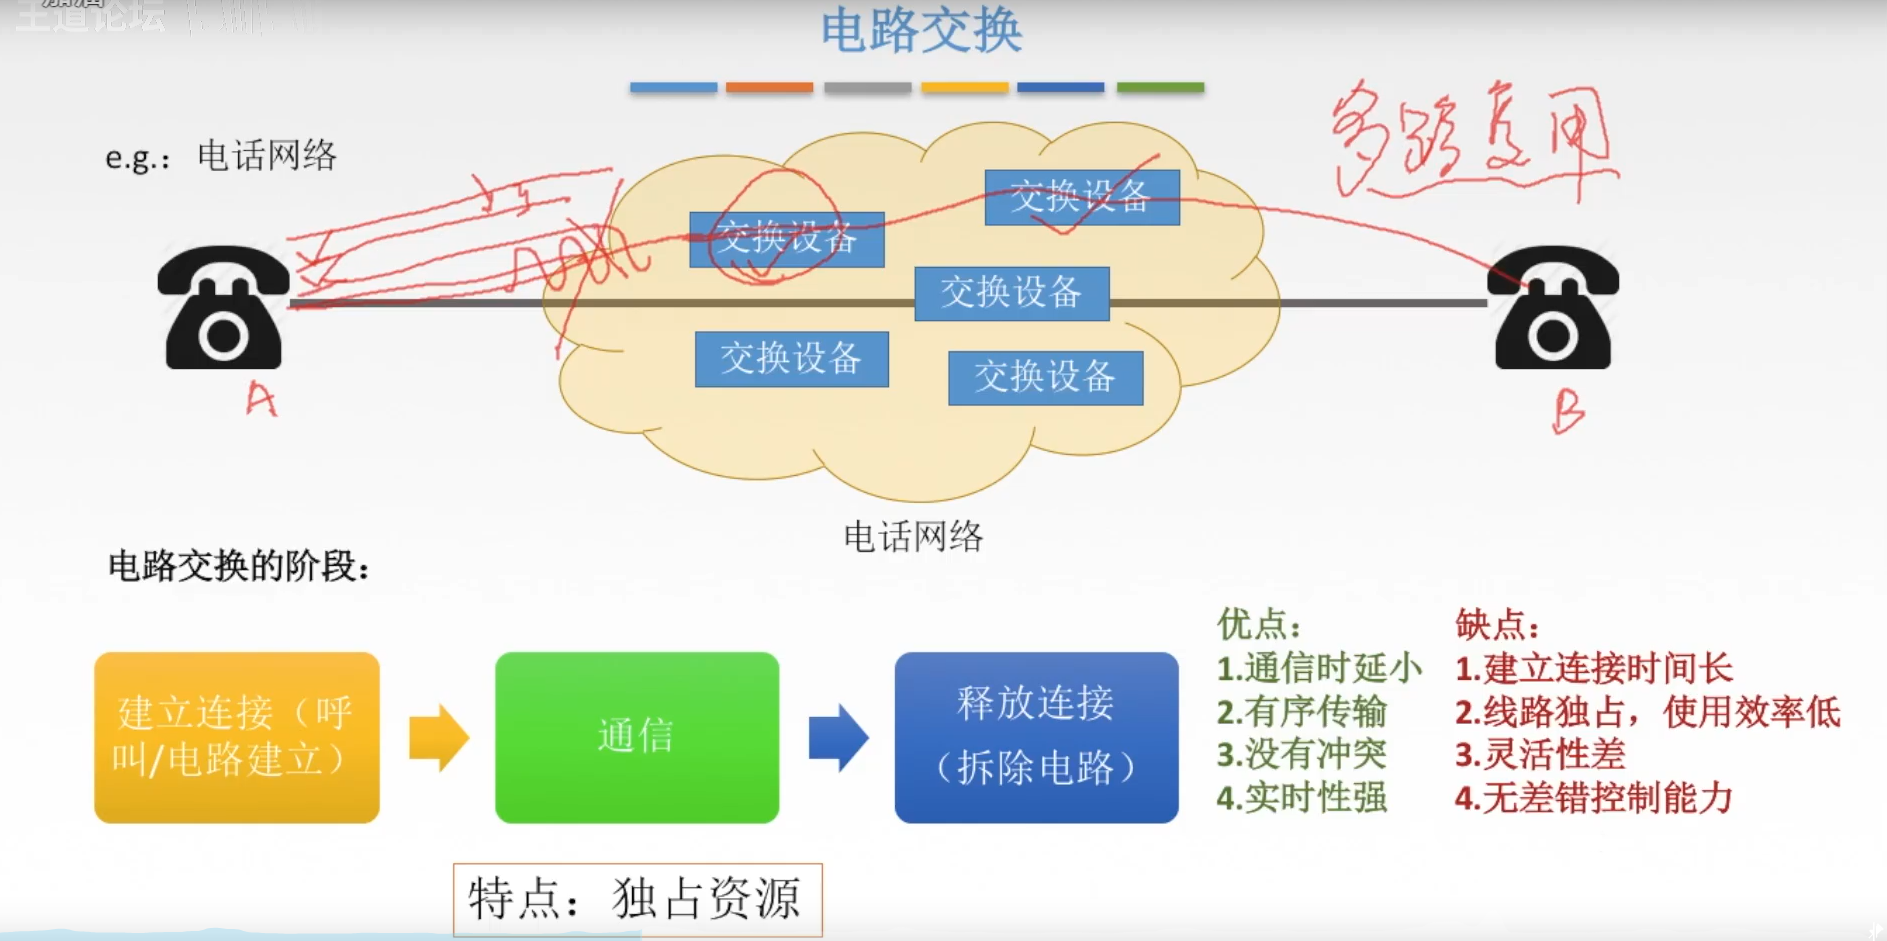 王道论坛
电路交换
e.g.：电话网络
多路复用
交换设备
交换设备
交换设备
交换设备
交换设备
A
B
电话网络
电路交换的阶段：
建立连接（呼
叫/电路建立）
通信
释放连接
（拆除电路）
优点：
1.通信时延小
2.有序传输
3.没有冲突
4.实时性强
缺点：
1.建立连接时间长
2.线路独占，使用效率低
3.灵活性差
4.无差错控制能力
特点：独占资源